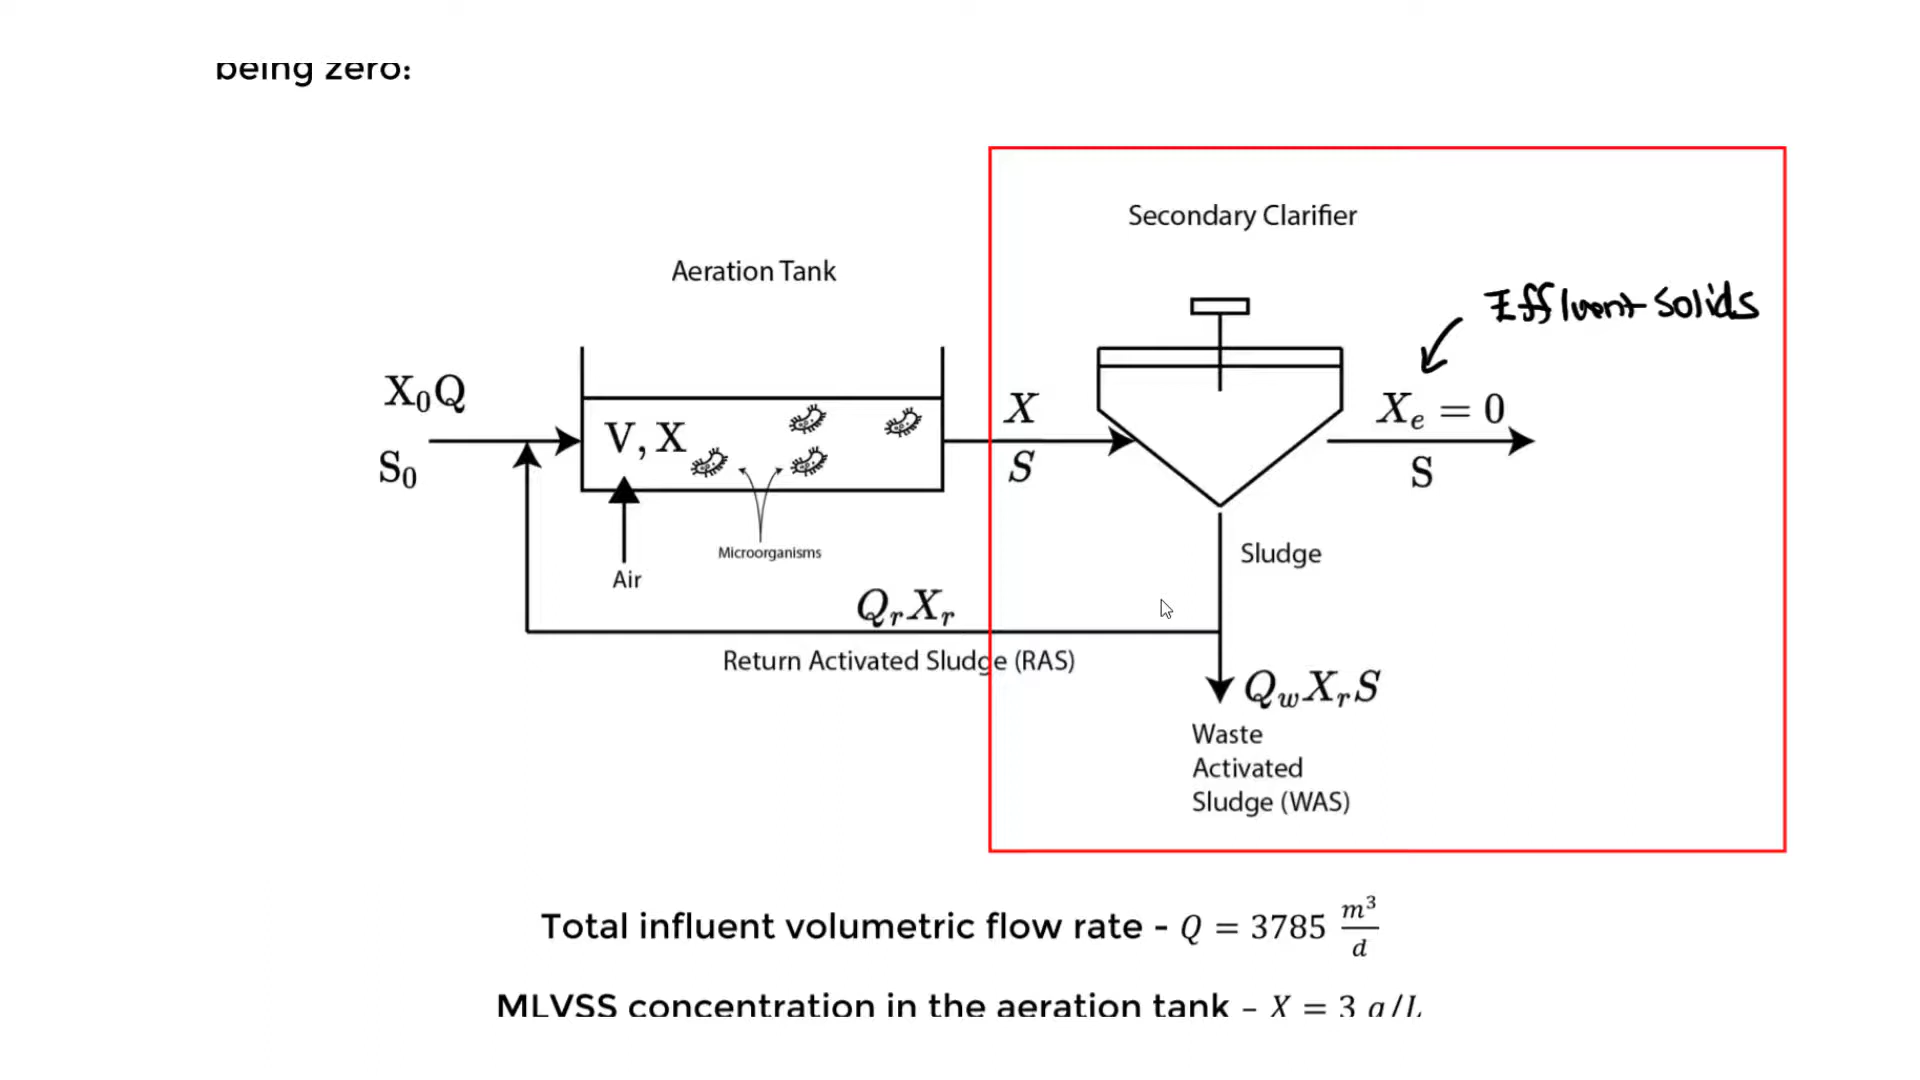 being zero:
Secondary Clarifier
Aeration Tank
Effluent Solids
X₀Q
S₀
V, X
X
S
Xₑ = 0
S
Microorganisms
Air
Sludge
QᵣXᵣ
Return Activated Sludge (RAS)
Q_wXᵣS
Waste
Activated
Sludge (WAS)
Total influent volumetric flow rate - Q = 3785 m³/d
MLVSS concentration in the aeration tank – X = 3 g/L